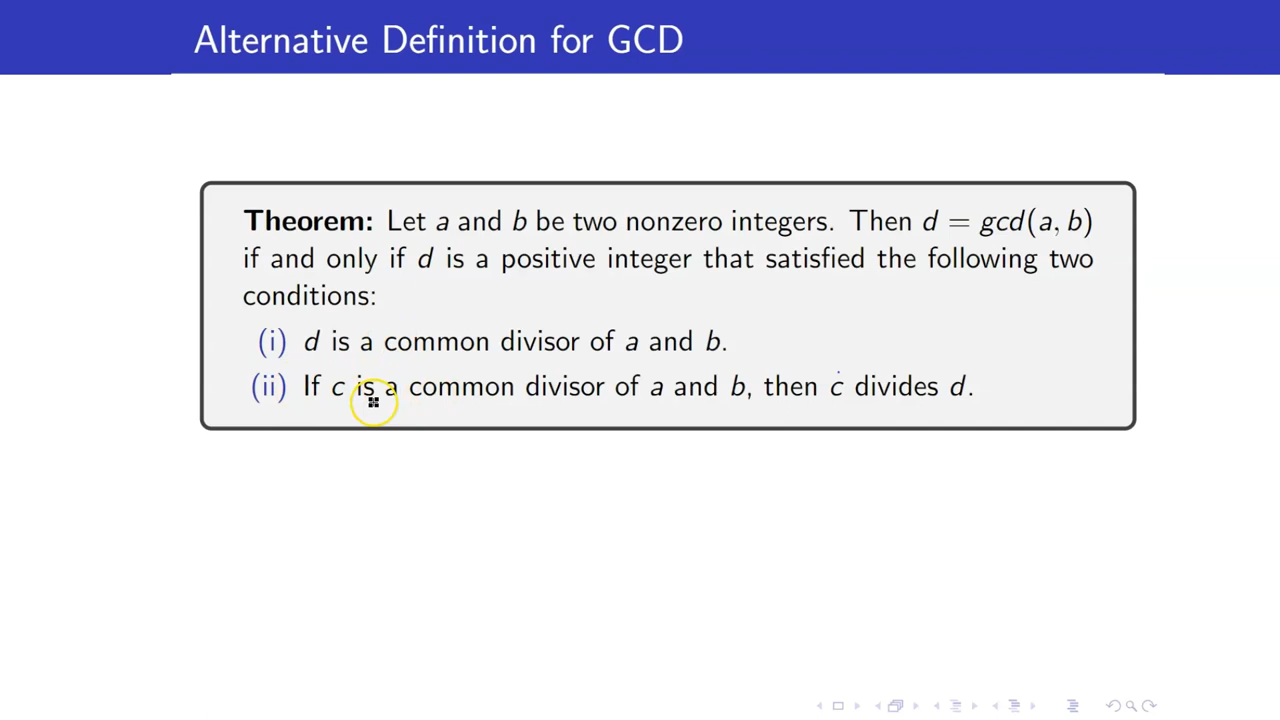 Alternative Definition for GCD
Theorem: Let a and b be two nonzero integers. Then d = gcd(a, b)
if and only if d is a positive integer that satisfied the following two
conditions:
(i) d is a common divisor of a and b.
(ii) If c is a common divisor of a and b, then c divides d.